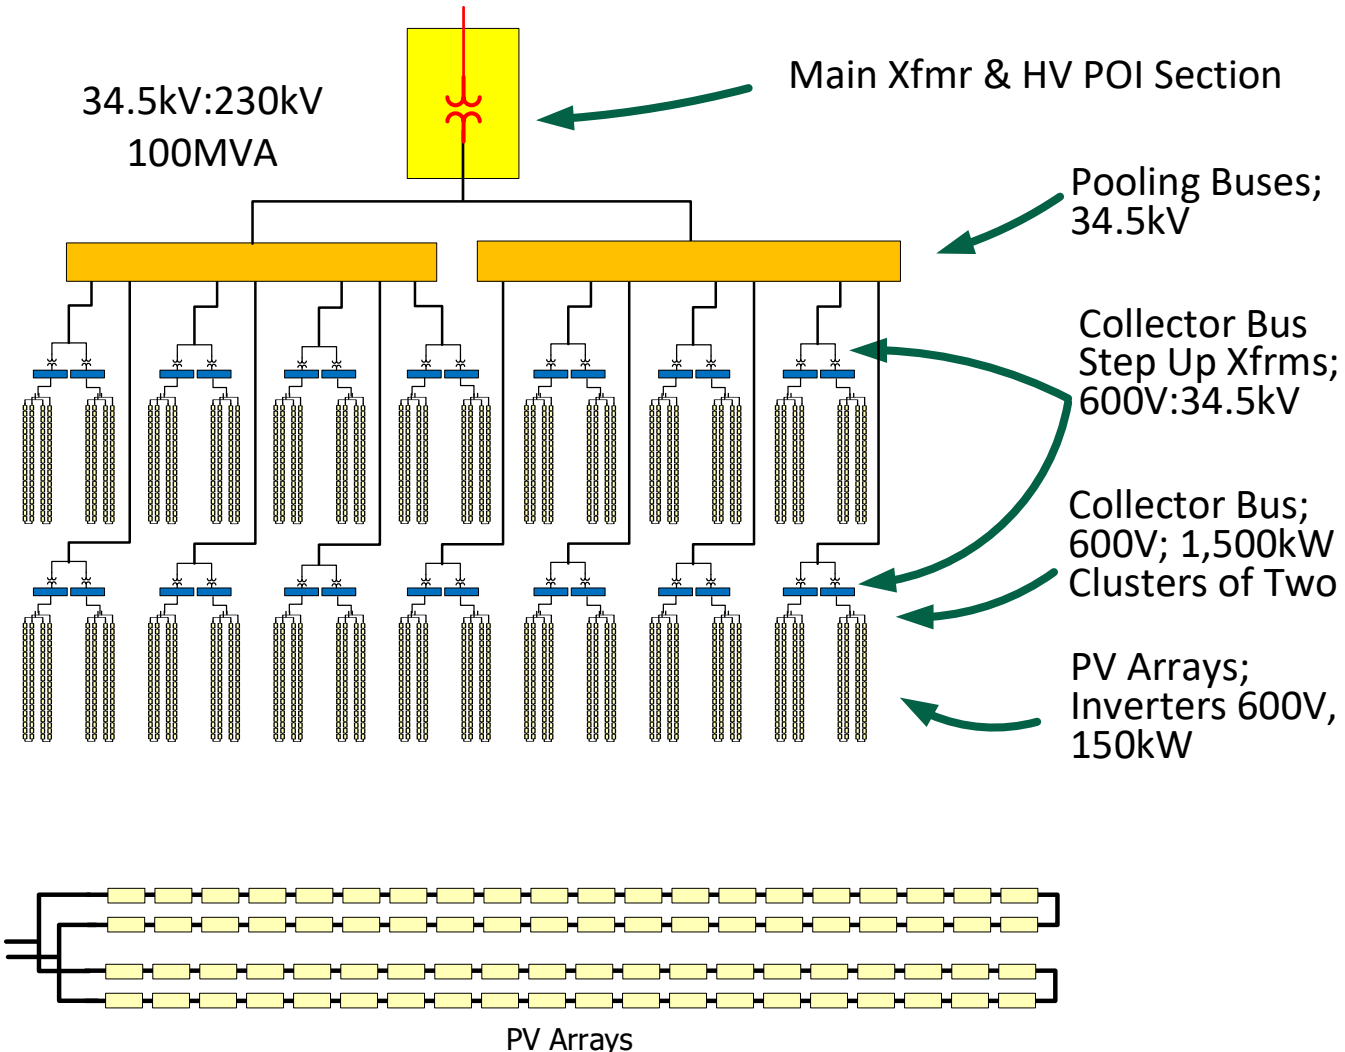 34.5kV:230kV
100MVA
Main Xfmr & HV POI Section
Pooling Buses;
34.5kV
Collector Bus
Step Up Xfrms;
600V:34.5kV
Collector Bus;
600V; 1,500kW
Clusters of Two
PV Arrays;
Inverters 600V,
150kW
PV Arrays